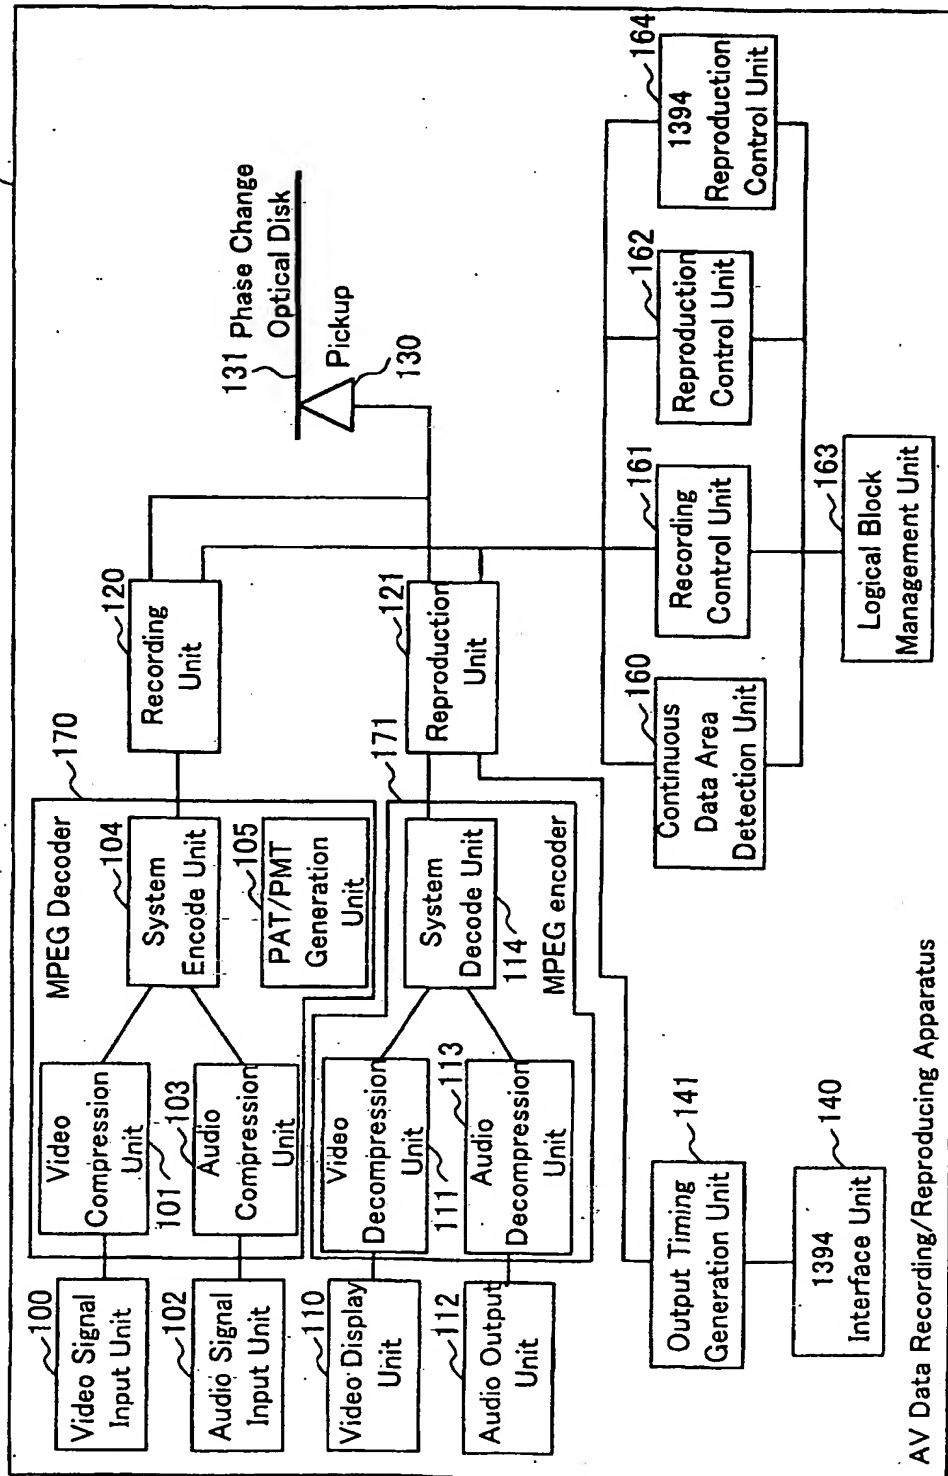 100
Video Signal
Input Unit
102
Audio Signal
Input Unit
110
Video Display
Unit
112
Audio Output
Unit
MPEG Decoder
170
Video
Compression
Unit
101
103
Audio
Compression
Unit
104
System
Encode Unit
105
PAT/PMT
Generation
Unit
171
Video
Decompression
Unit
111
113
Audio
Decompression
Unit
System
Decode Unit
114
MPEG encoder
120
Recording
Unit
121
Reproduction
Unit
131 Phase Change
Optical Disk
Pickup
130
141
Output Timing
Generation Unit
140
1394
Interface Unit
160
Continuous
Data Area
Detection Unit
161
Recording
Control Unit
162
Reproduction
Control Unit
164
1394
Reproduction
Control Unit
163
Logical Block
Management Unit
AV Data Recording/Reproducing Apparatus